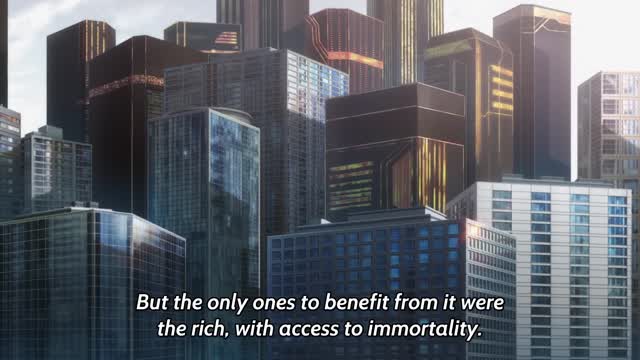 But the only ones to benefit from it were
the rich, with access to immortality.